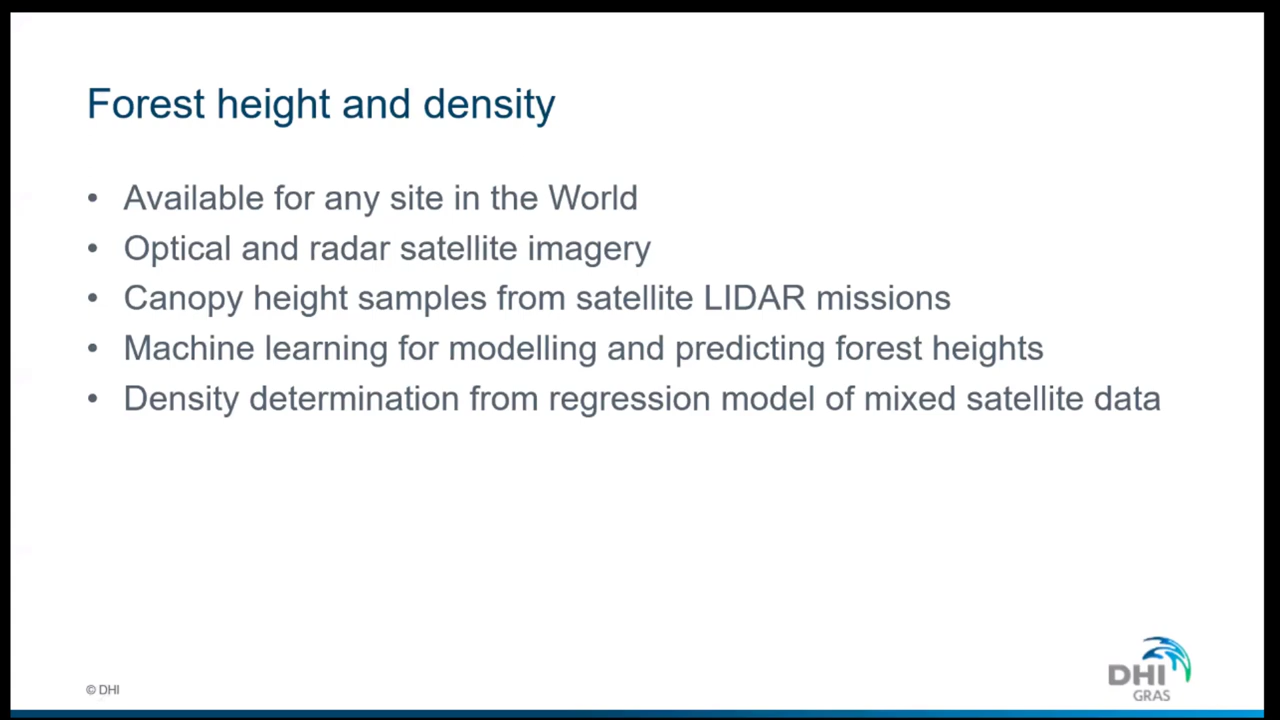 Forest height and density
• Available for any site in the World
• Optical and radar satellite imagery
• Canopy height samples from satellite LIDAR missions
• Machine learning for modelling and predicting forest heights
• Density determination from regression model of mixed satellite data
© DHI
DHI
GRAS